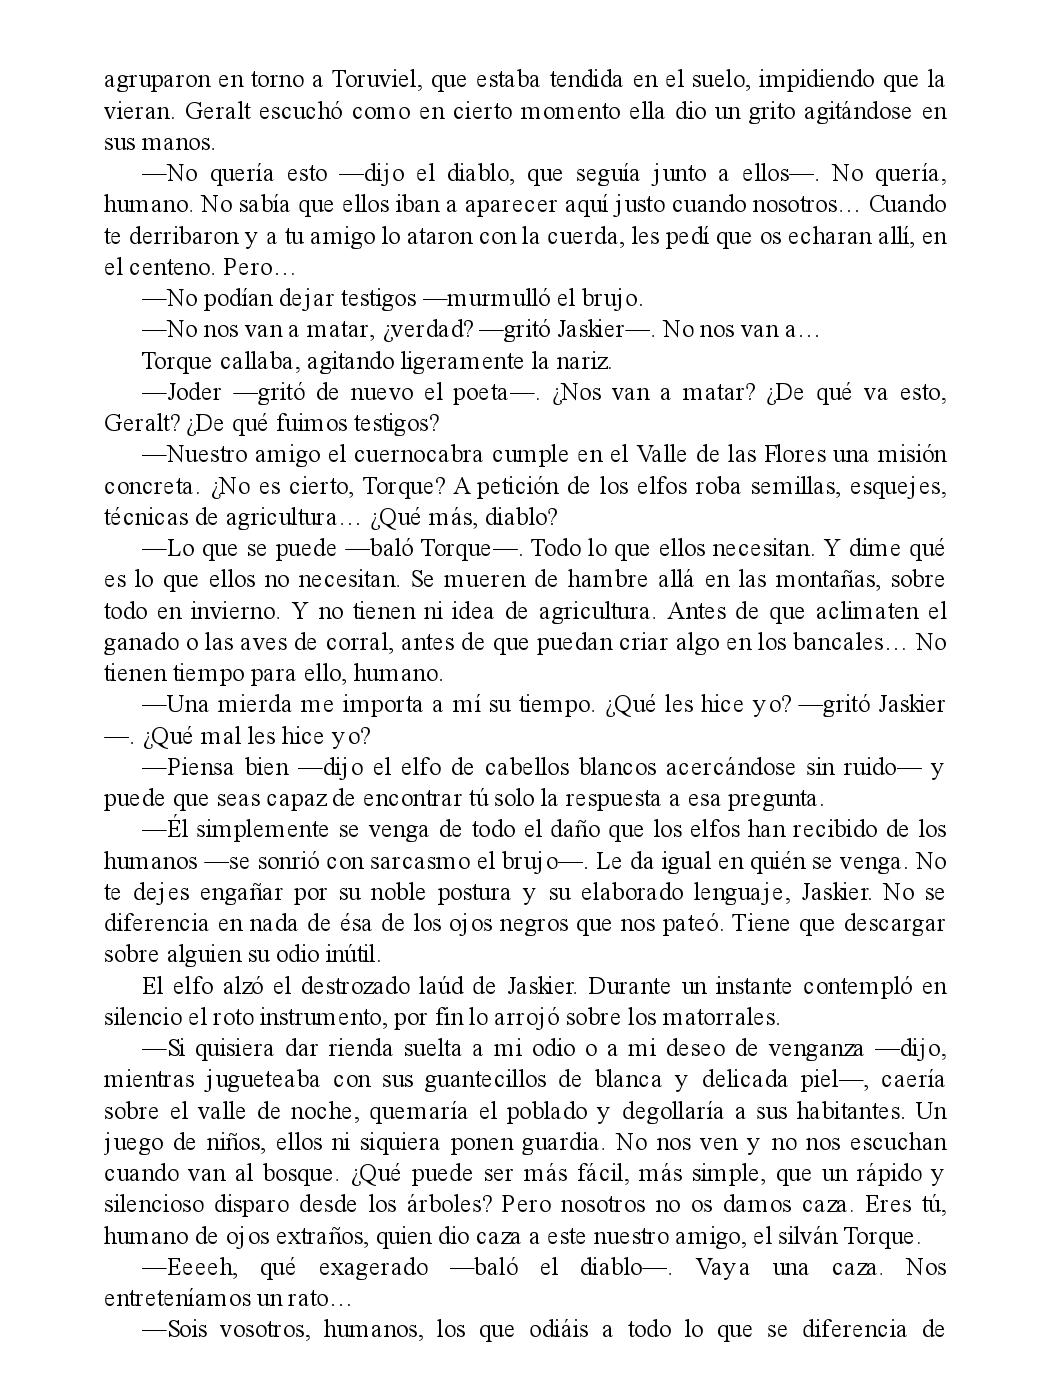 agruparon en torno a Toruviel, que estaba tendida en el suelo, impidiendo que la
vieran. Geralt escuchó como en cierto momento ella dio un grito agitándose en
sus manos.
—No quería esto —dijo el diablo, que seguía junto a ellos—. No quería,
humano. No sabía que ellos iban a aparecer aquí justo cuando nosotros… Cuando
te derribaron y a tu amigo lo ataron con la cuerda, les pedí que os echaran allí, en
el centeno. Pero…
—No podían dejar testigos —murmulló el brujo.
—No nos van a matar, ¿verdad? —gritó Jaskier—. No nos van a…
Torque callaba, agitando ligeramente la nariz.
—Joder —gritó de nuevo el poeta—. ¿Nos van a matar? ¿De qué va esto,
Geralt? ¿De qué fuimos testigos?
—Nuestro amigo el cuernocabra cumple en el Valle de las Flores una misión
concreta. ¿No es cierto, Torque? A petición de los elfos roba semillas, esquejes,
técnicas de agricultura… ¿Qué más, diablo?
—Lo que se puede —baló Torque—. Todo lo que ellos necesitan. Y dime qué
es lo que ellos no necesitan. Se mueren de hambre allá en las montañas, sobre
todo en invierno. Y no tienen ni idea de agricultura. Antes de que aclimaten el
ganado o las aves de corral, antes de que puedan criar algo en los bancales… No
tienen tiempo para ello, humano.
—Una mierda me importa a mí su tiempo. ¿Qué les hice yo? —gritó Jaskier
—. ¿Qué mal les hice yo?
—Piensa bien —dijo el elfo de cabellos blancos acercándose sin ruido— y
puede que seas capaz de encontrar tú solo la respuesta a esa pregunta.
—Él simplemente se venga de todo el daño que los elfos han recibido de los
humanos —se sonrió con sarcasmo el brujo—. Le da igual en quién se venga. No
te dejes engañar por su noble postura y su elaborado lenguaje, Jaskier. No se
diferencia en nada de ésa de los ojos negros que nos pateó. Tiene que descargar
sobre alguien su odio inútil.
El elfo alzó el destrozado laúd de Jaskier. Durante un instante contempló en
silencio el roto instrumento, por fin lo arrojó sobre los matorrales.
—Si quisiera dar rienda suelta a mi odio o a mi deseo de venganza —dijo,
mientras jugueteaba con sus guantecillos de blanca y delicada piel—, caería
sobre el valle de noche, quemaría el poblado y degollaría a sus habitantes. Un
juego de niños, ellos ni siquiera ponen guardia. No nos ven y no nos escuchan
cuando van al bosque. ¿Qué puede ser más fácil, más simple, que un rápido y
silencioso disparo desde los árboles? Pero nosotros no os damos caza. Eres tú,
humano de ojos extraños, quien dio caza a este nuestro amigo, el silván Torque.
—Eeeeh, qué exagerado —baló el diablo—. Vaya una caza. Nos
entreteníamos un rato…
—Sois vosotros, humanos, los que odiáis a todo lo que se diferencia de